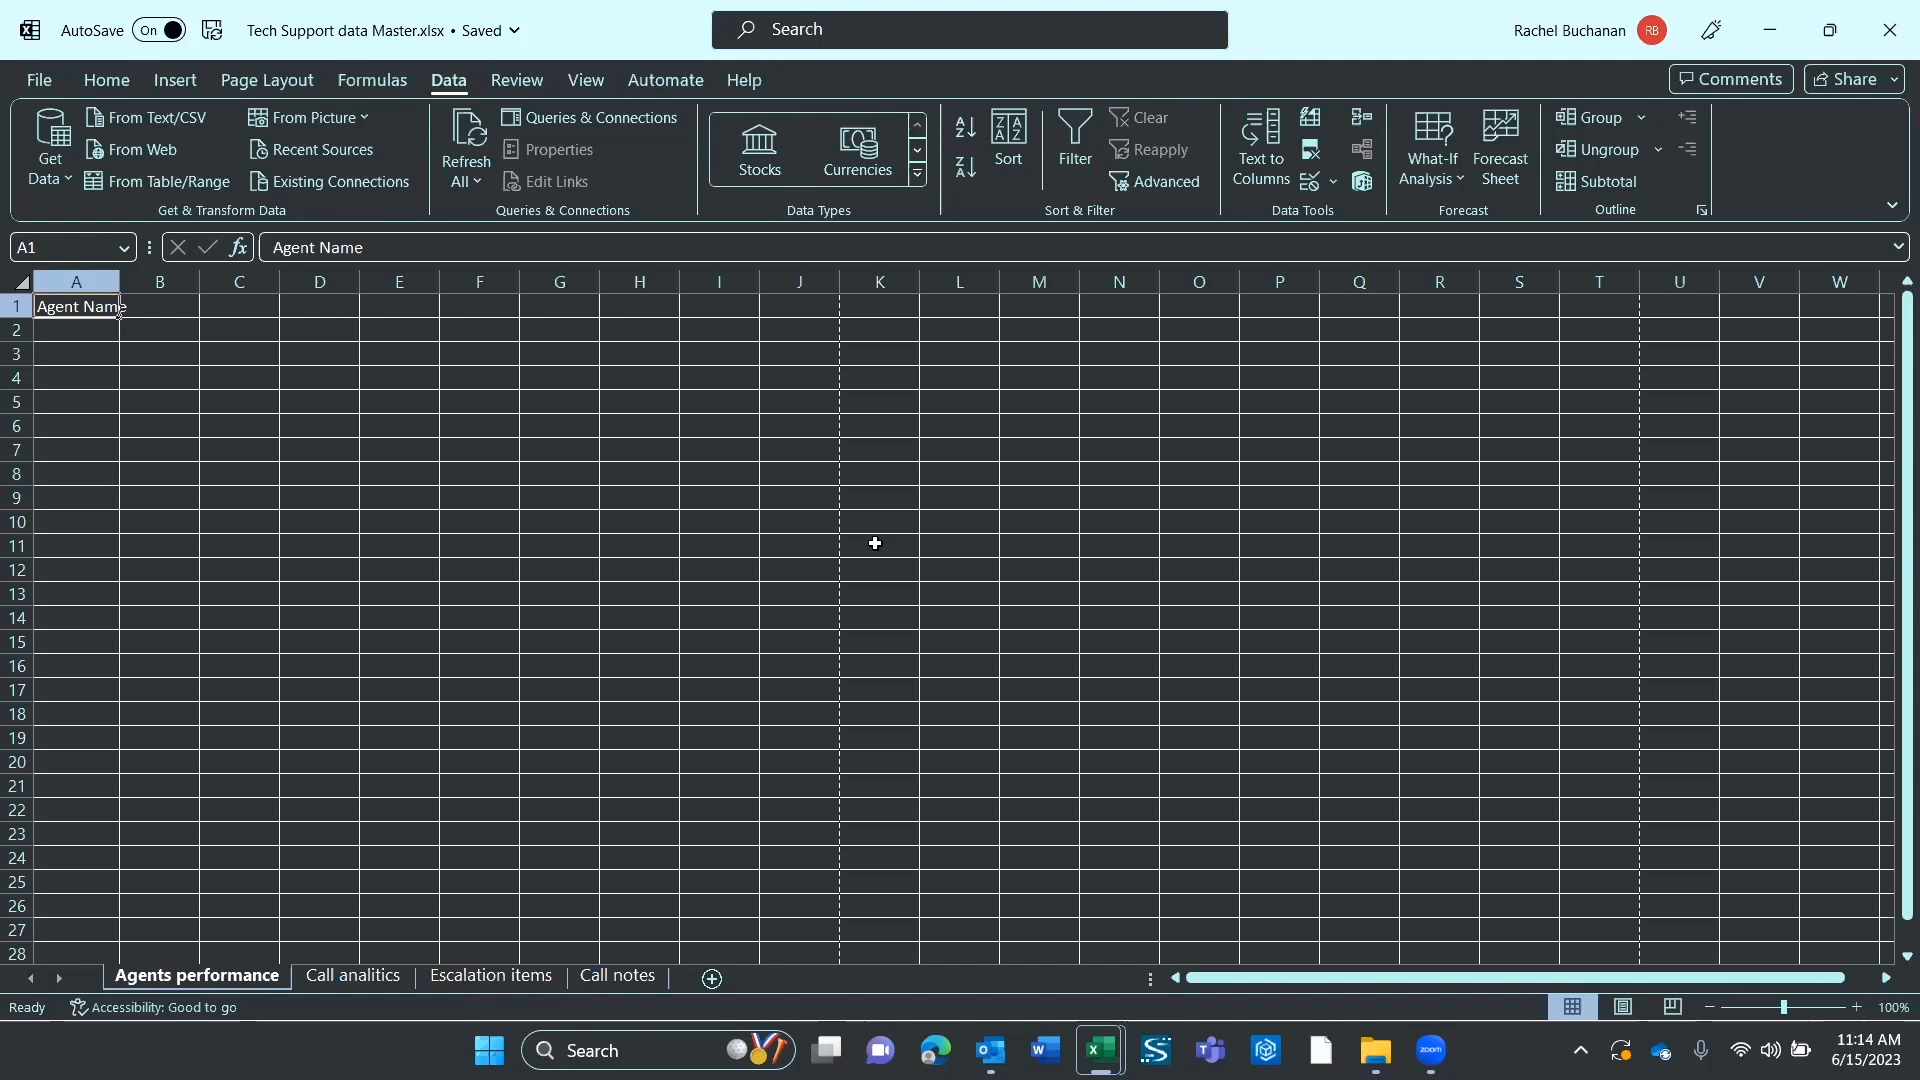 AutoSave On Tech Support data Master.xlsx • Saved Search Rachel Buchanan RB
File Home Insert Page Layout Formulas Data Review View Automate Help Comments Share
Get Data
From Text/CSV
From Web
From Table/Range
From Picture
Recent Sources
Existing Connections
Get & Transform Data
Refresh All
Queries & Connections
Properties
Edit Links
Queries & Connections
Stocks
Currencies
Data Types
Sort
Filter
Clear
Reapply
Advanced
Sort & Filter
Text to Columns
Data Tools
What-If Analysis
Forecast Sheet
Forecast
Group
Ungroup
Subtotal
Outline
A1 fx Agent Name
A B C D E F G H I J K L M N O P Q R S T U V W
1 Agent Name
2
3
4
5
6
7
8
9
10
11
12
13
14
15
16
17
18
19
20
21
22
23
24
25
26
27
28
Agents performance Call analitics Escalation items Call notes
Ready Accessibility: Good to go 100%
Search zoom 11:14 AM
6/15/2023